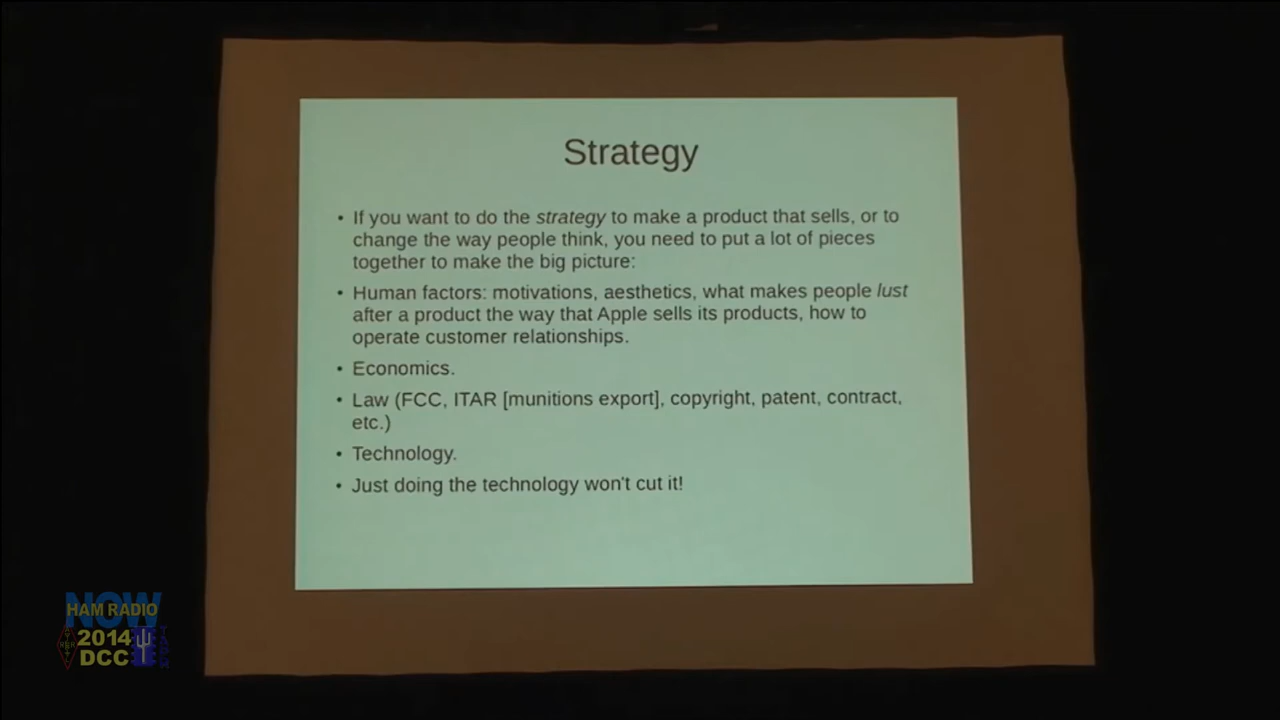 Strategy
• If you want to do the strategy to make a product that sells, or to
change the way people think, you need to put a lot of pieces
together to make the big picture:
• Human factors: motivations, aesthetics, what makes people lust
after a product the way that Apple sells its products, how to
operate customer relationships.
• Economics.
• Law (FCC, ITAR [munitions export], copyright, patent, contract,
etc.)
• Technology.
• Just doing the technology won't cut it!
NOW
HAM RADIO
2014
DCC
TAPR